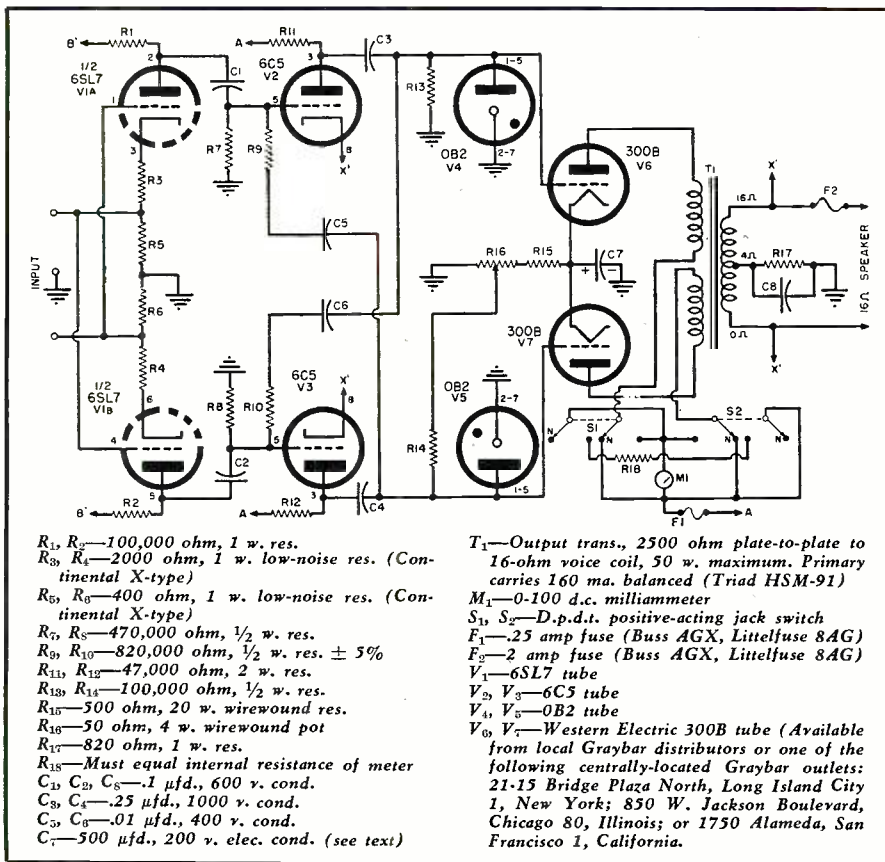 R1
R11
C3
B'
A
2
3
1/2
6SL7
V1A
6C5
V2
C1
1
5
R13
1-5
R7
R9
8
X'
3
0B2
V4
2-7
300B
V6
R3
T1
X'
16Ω
F2
C5
R5
R16
R15
C7
+
−
4Ω
R17
C8
INPUT
16Ω SPEAKER
R6
C6
300B
V7
0Ω
X'
R4
1/2
6SL7
V1B
6
6C5
V3
X'
8
0B2
V5
2-7
R8
R10
4
5
C2
R14
S1
S2
N
N
N
N
R18
M1
5
3
1-5
B'
R2
A
R12
C4
F1
A
R1, R2—100,000 ohm, 1 w. res.
R3, R4—2000 ohm, 1 w. low-noise res. (Con-
tinental X-type)
R5, R6—400 ohm, 1 w. low-noise res. (Con-
tinental X-type)
R7, R8—470,000 ohm, ½ w. res.
R9, R10—820,000 ohm, ½ w. res. ± 5%
R11, R12—47,000 ohm, 2 w. res.
R13, R14—100,000 ohm, ½ w. res.
R15—500 ohm, 20 w. wirewound res.
R16—50 ohm, 4 w. wirewound pot
R17—820 ohm, 1 w. res.
R18—Must equal internal resistance of meter
C1, C2, C8—.1 μfd., 600 v. cond.
C3, C4—.25 μfd., 1000 v. cond.
C5, C6—.01 μfd., 400 v. cond.
C7—500 μfd., 200 v. elec. cond. (see text)
T1—Output trans., 2500 ohm plate-to-plate to
16-ohm voice coil, 50 w. maximum. Primary
carries 160 ma. balanced (Triad HSM-91)
M1—0-100 d.c. milliammeter
S1, S2—D.p.d.t. positive-acting jack switch
F1—.25 amp fuse (Buss AGX, Littelfuse 8AG)
F2—2 amp fuse (Buss AGX, Littelfuse 8AG)
V1—6SL7 tube
V2, V3—6C5 tube
V4, V5—0B2 tube
V6, V7—Western Electric 300B tube (Available
from local Graybar distributors or one of the
following centrally-located Graybar outlets:
21-15 Bridge Plaza North, Long Island City
1, New York; 850 W. Jackson Boulevard,
Chicago 80, Illinois; or 1750 Alameda, San
Francisco 1, California.